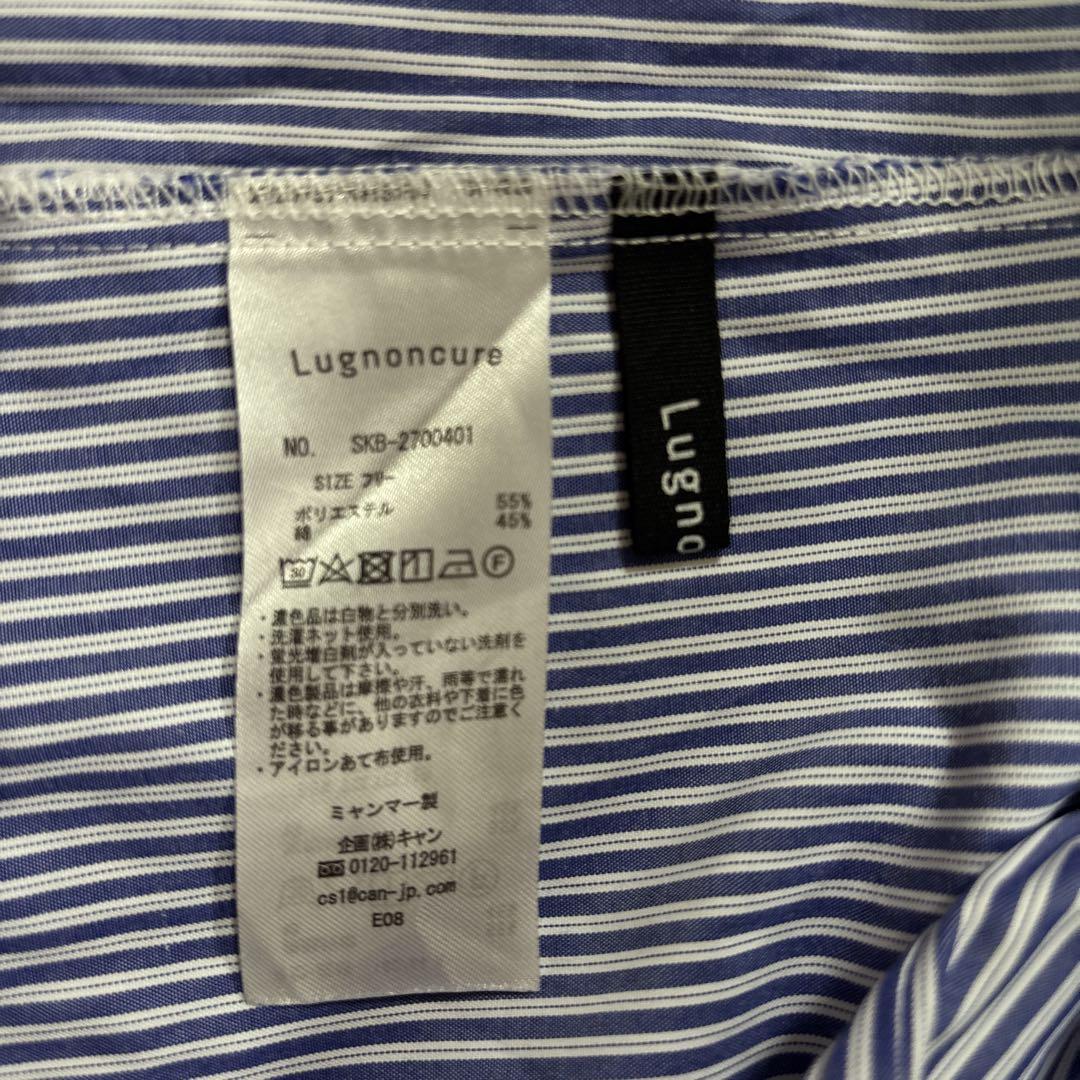 Lugnoncure
NO. SKB-2700401
SIZE フリー
ポリエステル 55%
綿 45%
30
F
・濃色品は白物と分別洗い。
・洗濯ネット使用。
・蛍光増白剤が入っていない洗剤を
使用して下さい。
・濃色製品は摩擦や汗、雨等で濡れ
た時などに、他の衣料や下着に色
が移る事がありますのでご注意く
ださい。
・アイロンあて布使用。
ミャンマー製
企画(株)キャン
0120-112961
cs1@can-jp.com
E08
Lugno